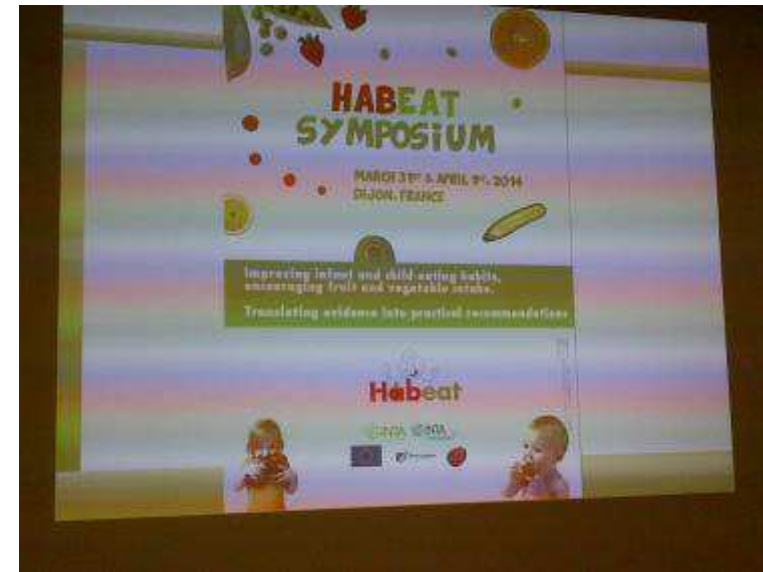 HABEAT
SYMPOSIUM
MARCH 31ST & APRIL 1ST, 2014
DIJON, FRANCE
Improving infant and child eating habits,
encouraging fruit and vegetable intake.
Translating evidence into practical recommendations
Habeat